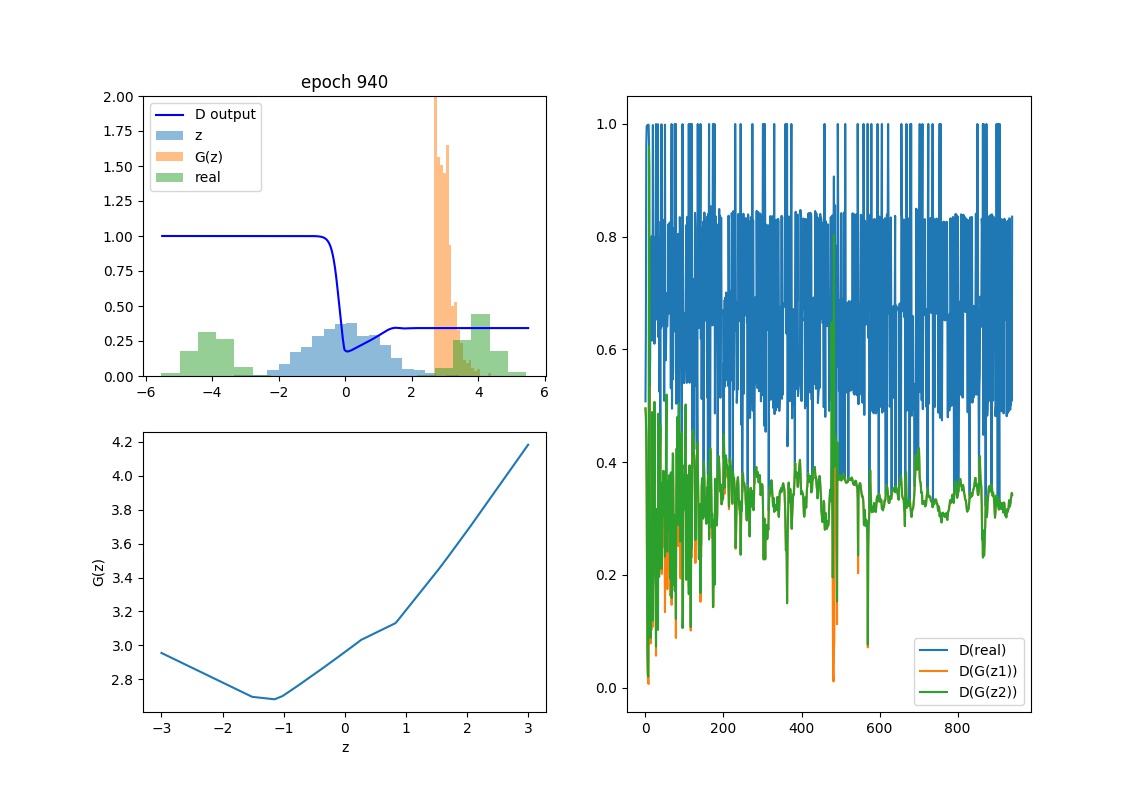 epoch 940
2.00
1.75
1.50
1.25
1.00
0.75
0.50
0.25
0.00
D output
z
G(z)
real
−6 −4 −2 0 2 4 6
4.2
4.0
3.8
3.6
3.4
3.2
3.0
2.8
G(z)
−3 −2 −1 0 1 2 3
z
1.0
0.8
0.6
0.4
0.2
0.0
D(real)
D(G(z1))
D(G(z2))
0 200 400 600 800